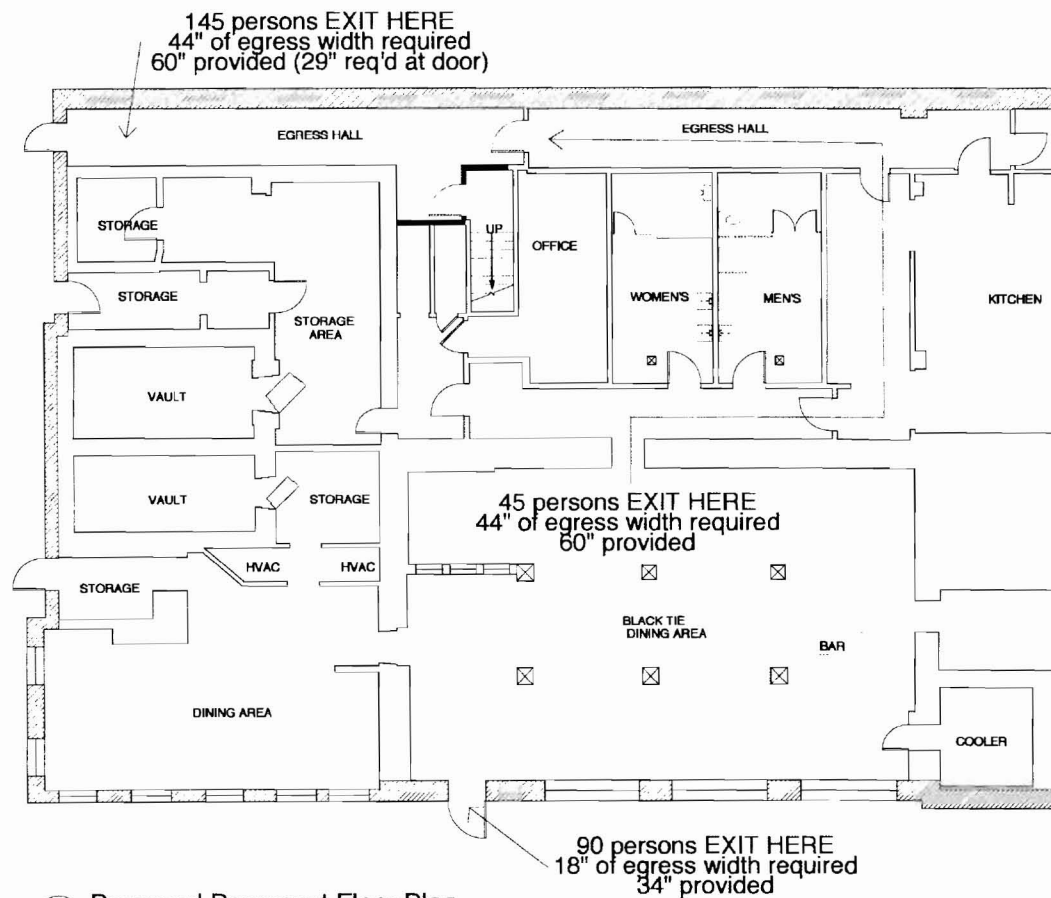 145 persons EXIT HERE
44" of egress width required
60" provided (29" req'd at door)
EGRESS HALL
EGRESS HALL
STORAGE
UP
OFFICE
STORAGE
WOMEN'S
MEN'S
KITCHEN
STORAGE
AREA
VAULT
VAULT
STORAGE
45 persons EXIT HERE
44" of egress width required
60" provided
HVAC
HVAC
STORAGE
BLACK TIE
DINING AREA
BAR
DINING AREA
COOLER
90 persons EXIT HERE
18" of egress width required
34" provided